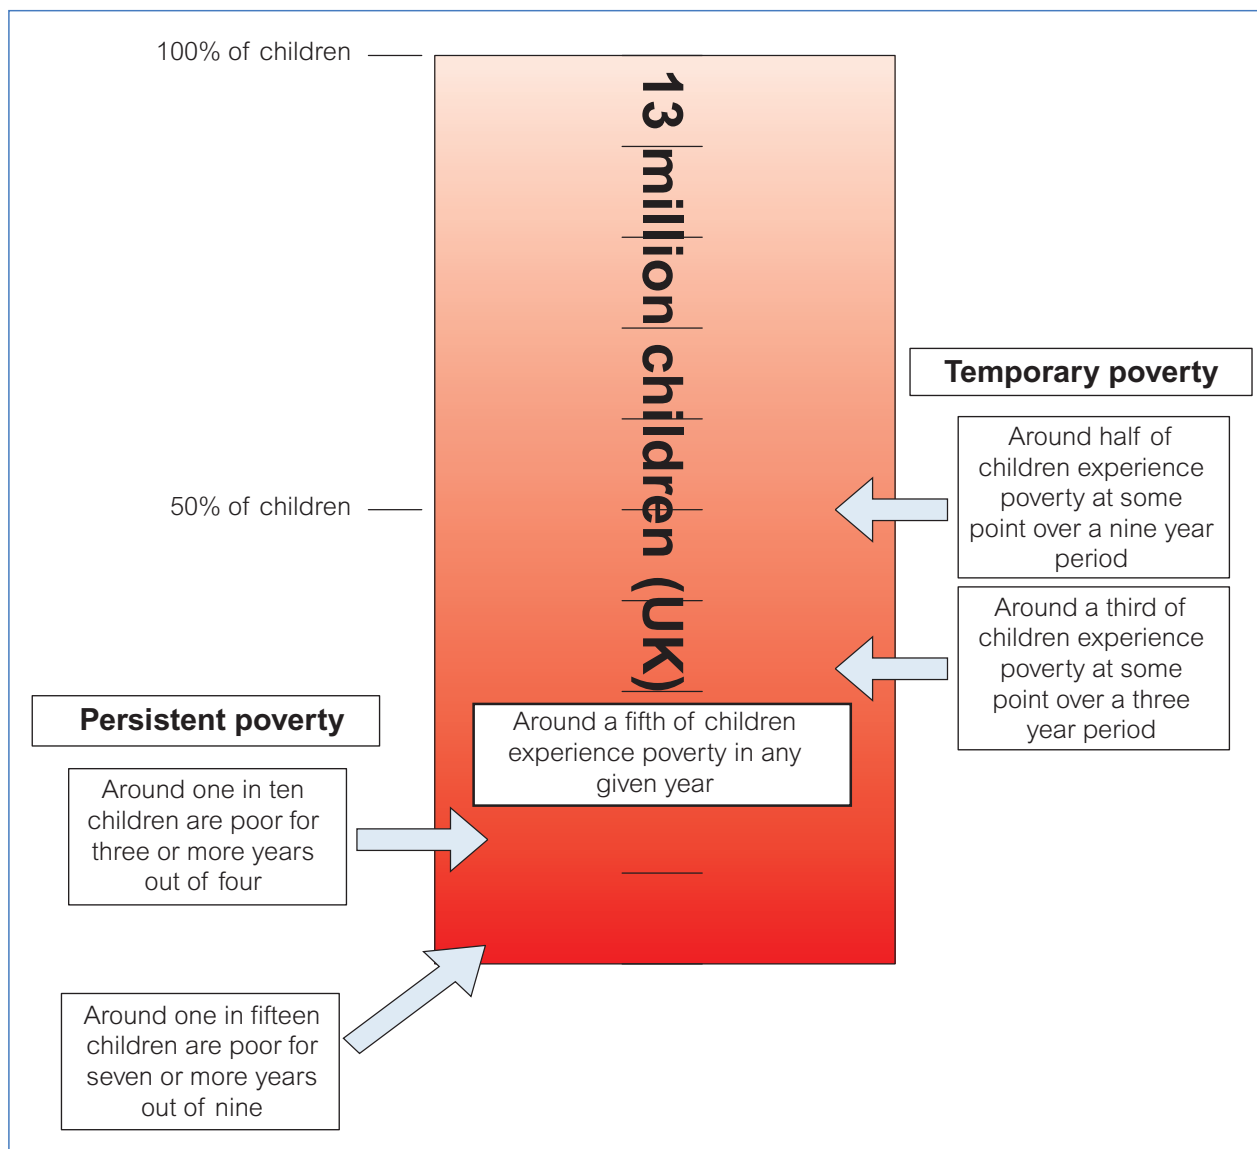 100% of children
13 million children (UK)
50% of children
Temporary poverty
Around half of
children experience
poverty at some
point over a nine year
period
Around a third of
children experience
poverty at some
point over a three
year period
Around a fifth of children
experience poverty in any
given year
Persistent poverty
Around one in ten
children are poor for
three or more years
out of four
Around one in fifteen
children are poor for
seven or more years
out of nine